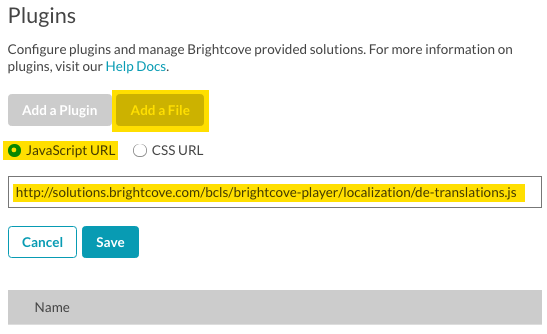 Plugins
Configure plugins and manage Brightcove provided solutions. For more information on
plugins, visit our Help Docs.
Add a Plugin Add a File
JavaScript URL CSS URL
http://solutions.brightcove.com/bcls/brightcove-player/localization/de-translations.js
Cancel Save
Name